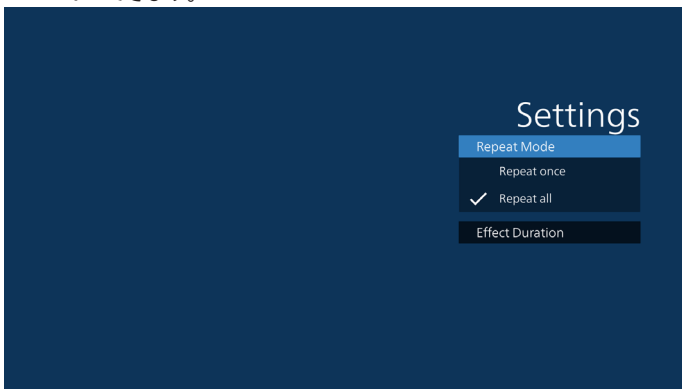 Settings
Repeat Mode
Repeat once
Repeat all
Effect Duration